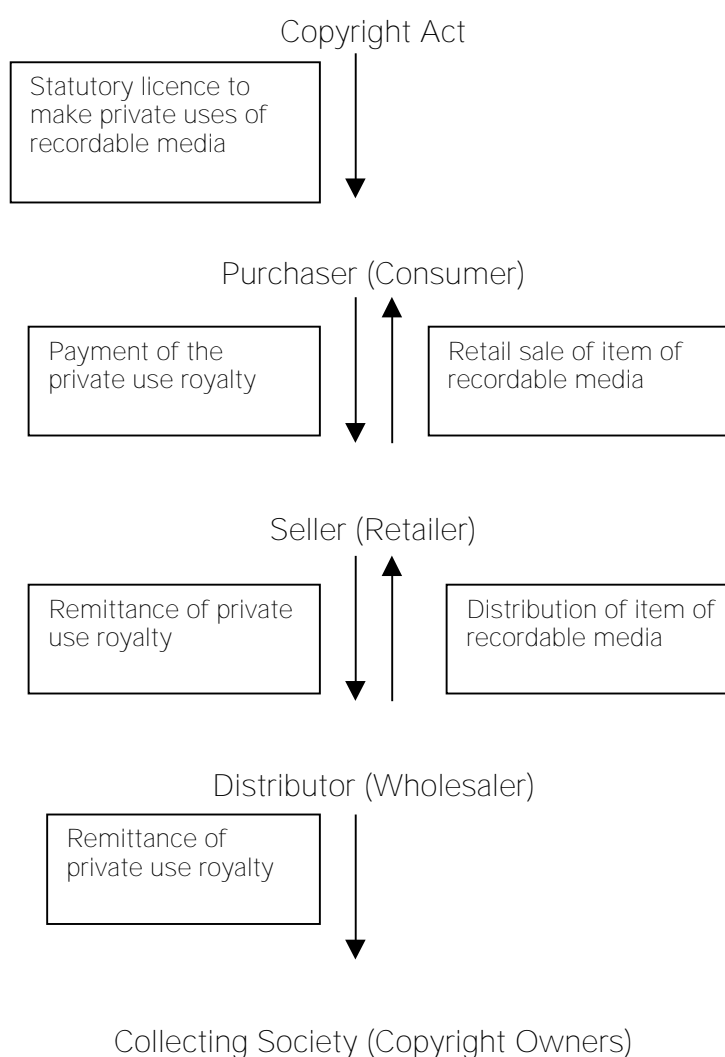 Copyright Act
Statutory licence to
make private uses of
recordable media
Purchaser (Consumer)
Payment of the
private use royalty
Retail sale of item of
recordable media
Seller (Retailer)
Remittance of private
use royalty
Distribution of item of
recordable media
Distributor (Wholesaler)
Remittance of
private use royalty
Collecting Society (Copyright Owners)